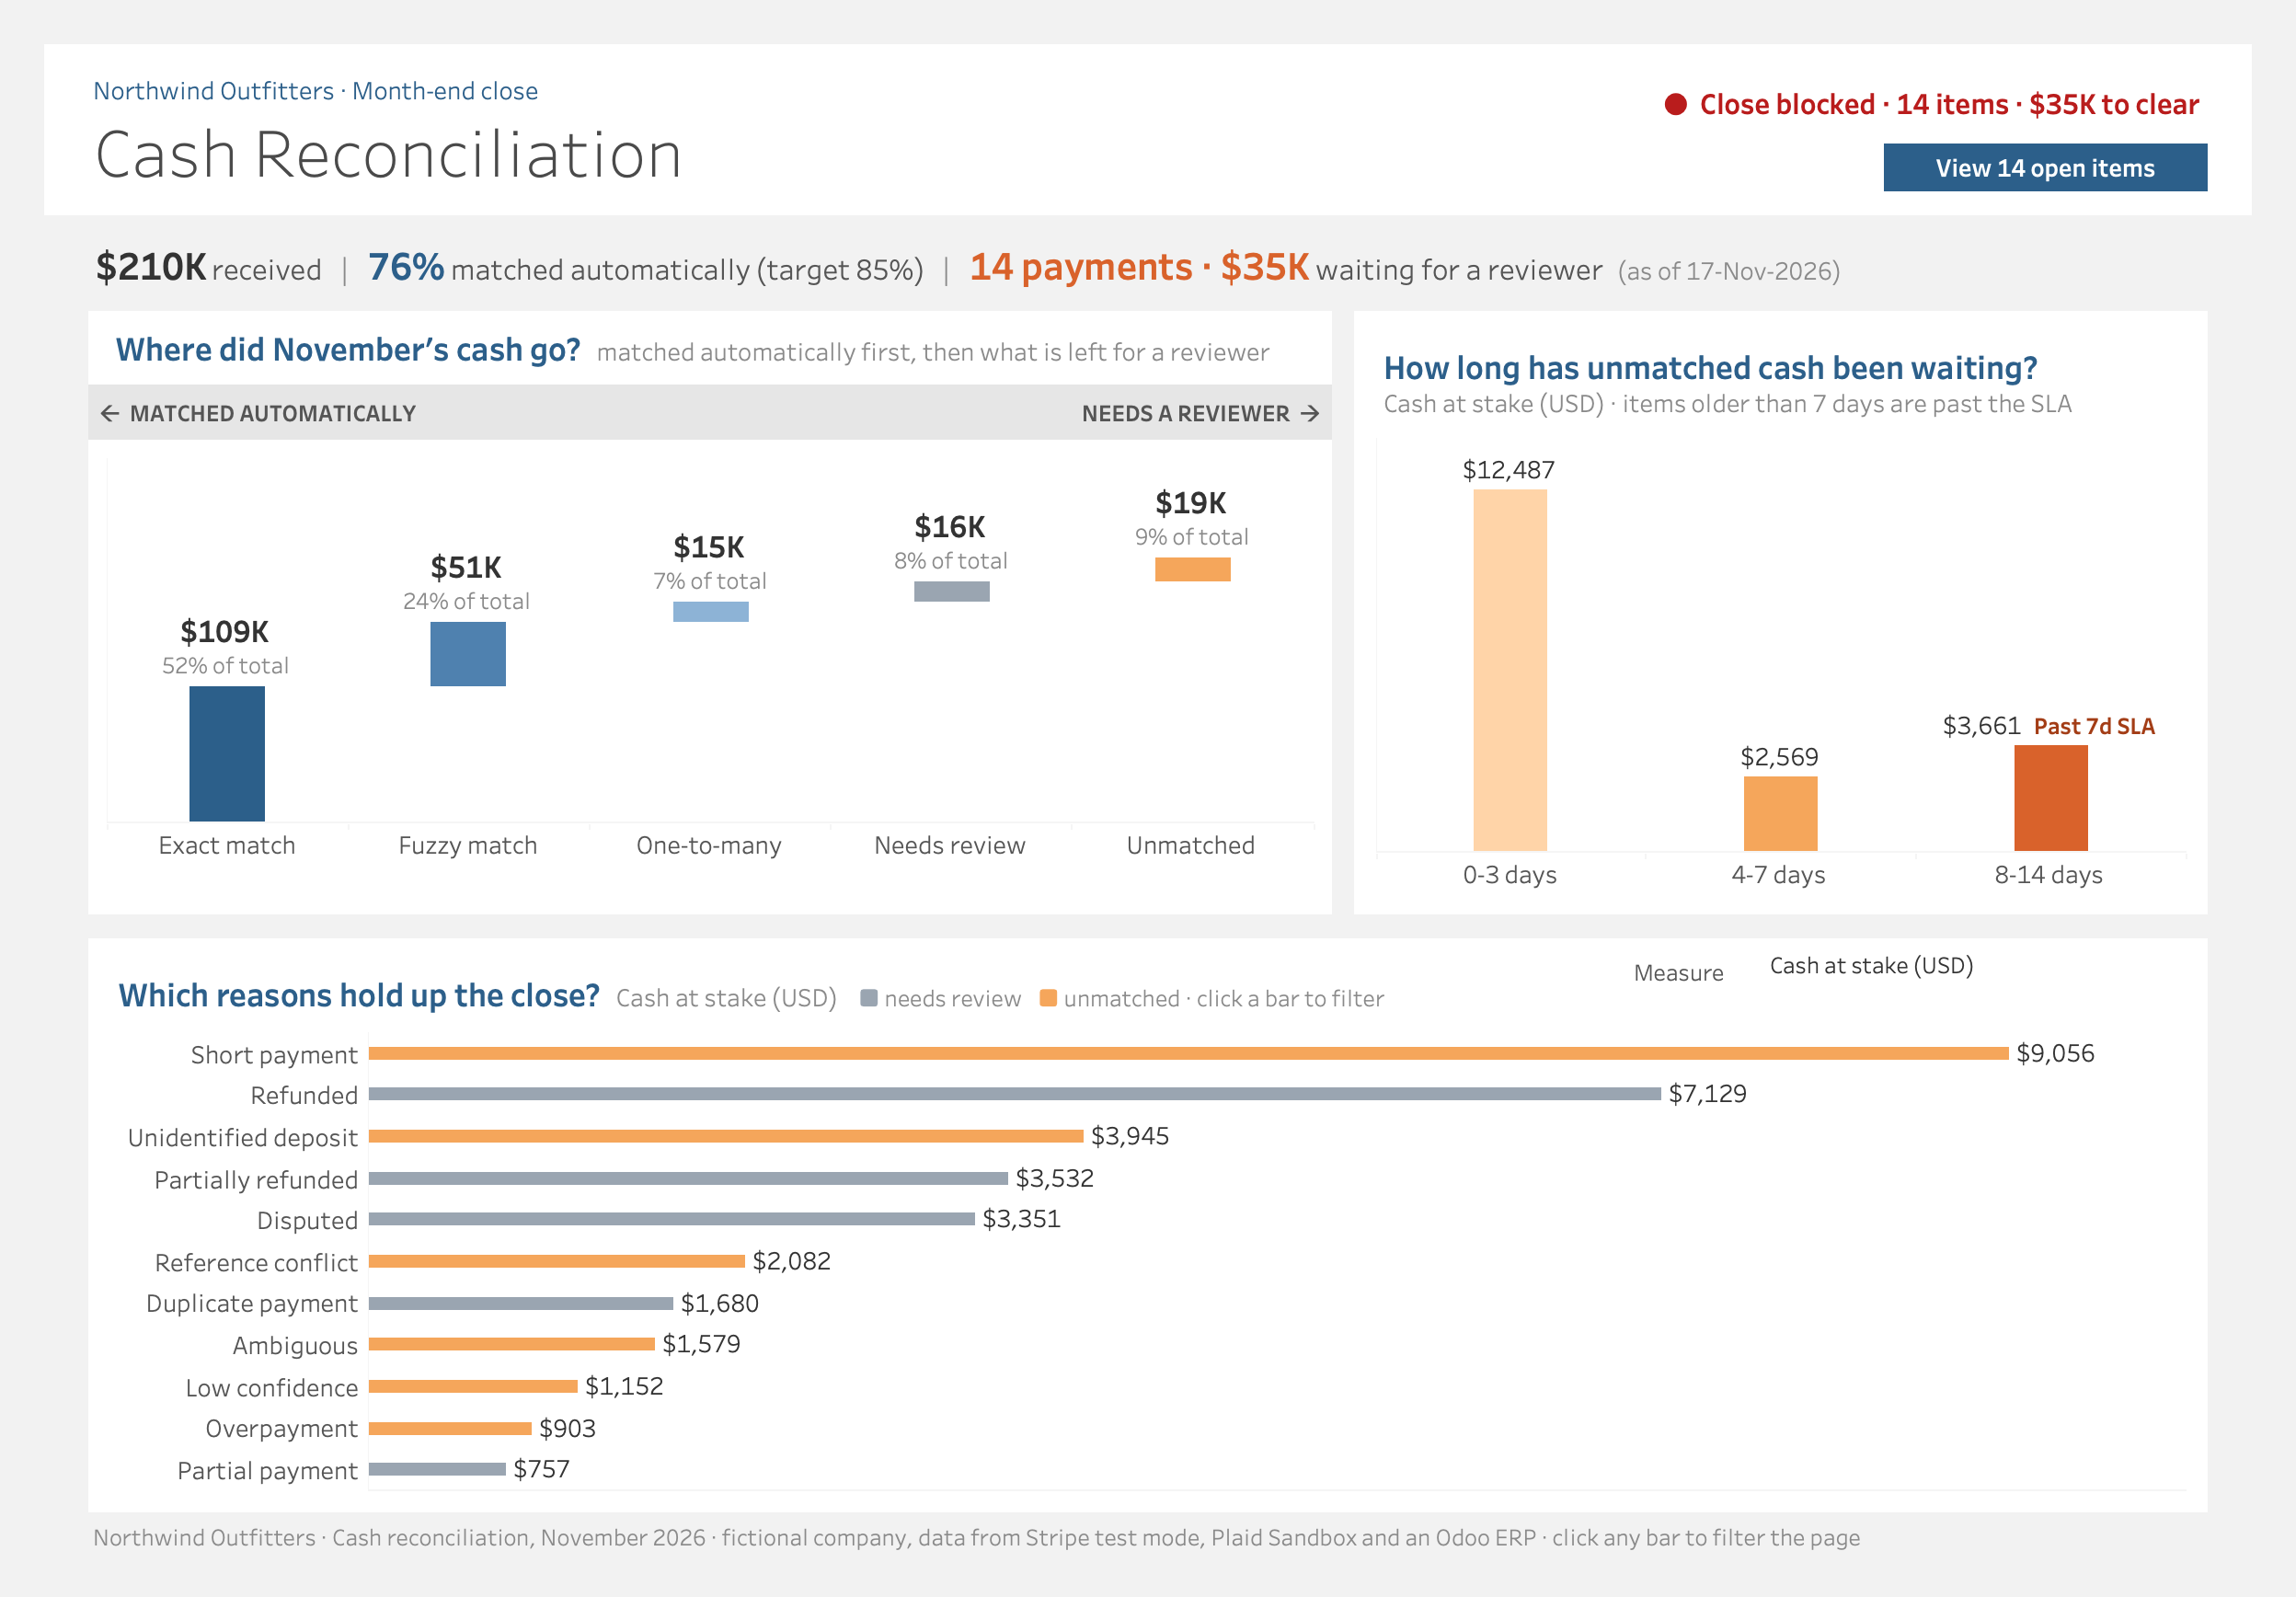 Northwind Outfitters · Month-end close
Cash Reconciliation
Close blocked · 14 items · $35K to clear
View 14 open items
$210K received | 76% matched automatically (target 85%) | 14 payments · $35K waiting for a reviewer (as of 17-Nov-2026)
Where did November’s cash go? matched automatically first, then what is left for a reviewer
← MATCHED AUTOMATICALLY NEEDS A REVIEWER →
$109K
52% of total
$51K
24% of total
$15K
7% of total
$16K
8% of total
$19K
9% of total
Exact match Fuzzy match One-to-many Needs review Unmatched
How long has unmatched cash been waiting?
Cash at stake (USD) · items older than 7 days are past the SLA
$12,487
$2,569
$3,661 Past 7d SLA
0-3 days 4-7 days 8-14 days
Measure Cash at stake (USD)
Which reasons hold up the close? Cash at stake (USD) needs review unmatched · click a bar to filter
Short payment $9,056
Refunded $7,129
Unidentified deposit $3,945
Partially refunded $3,532
Disputed $3,351
Reference conflict $2,082
Duplicate payment $1,680
Ambiguous $1,579
Low confidence $1,152
Overpayment $903
Partial payment $757
Northwind Outfitters · Cash reconciliation, November 2026 · fictional company, data from Stripe test mode, Plaid Sandbox and an Odoo ERP · click any bar to filter the page